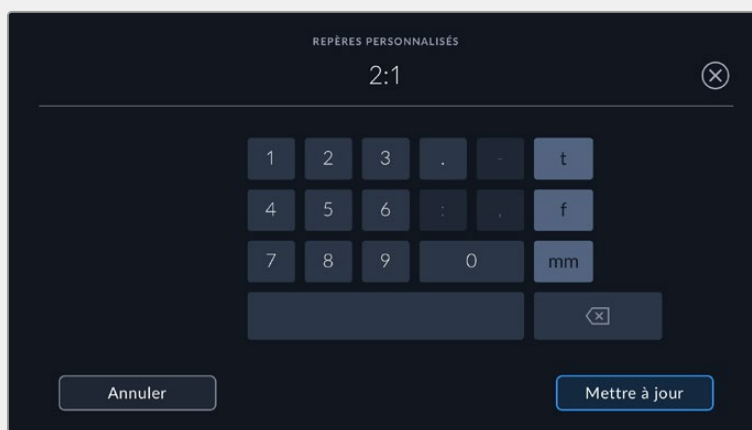 REPÈRES PERSONNALISÉS
2:1
1 2 3 . - t
4 5 6 : , f
7 8 9 0 mm
Annuler Mettre à jour